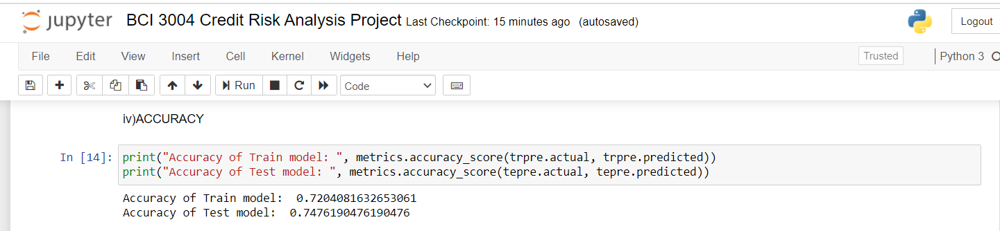 jupyter BCI 3004 Credit Risk Analysis Project Last Checkpoint: 15 minutes ago (autosaved) Logout
File Edit View Insert Cell Kernel Widgets Help Trusted Python 3
Run Code
iv)ACCURACY
In [14]: print("Accuracy of Train model: ", metrics.accuracy_score(trpre.actual, trpre.predicted))
print("Accuracy of Test model: ", metrics.accuracy_score(tepre.actual, tepre.predicted))
Accuracy of Train model:  0.7204081632653061
Accuracy of Test model:  0.7476190476190476